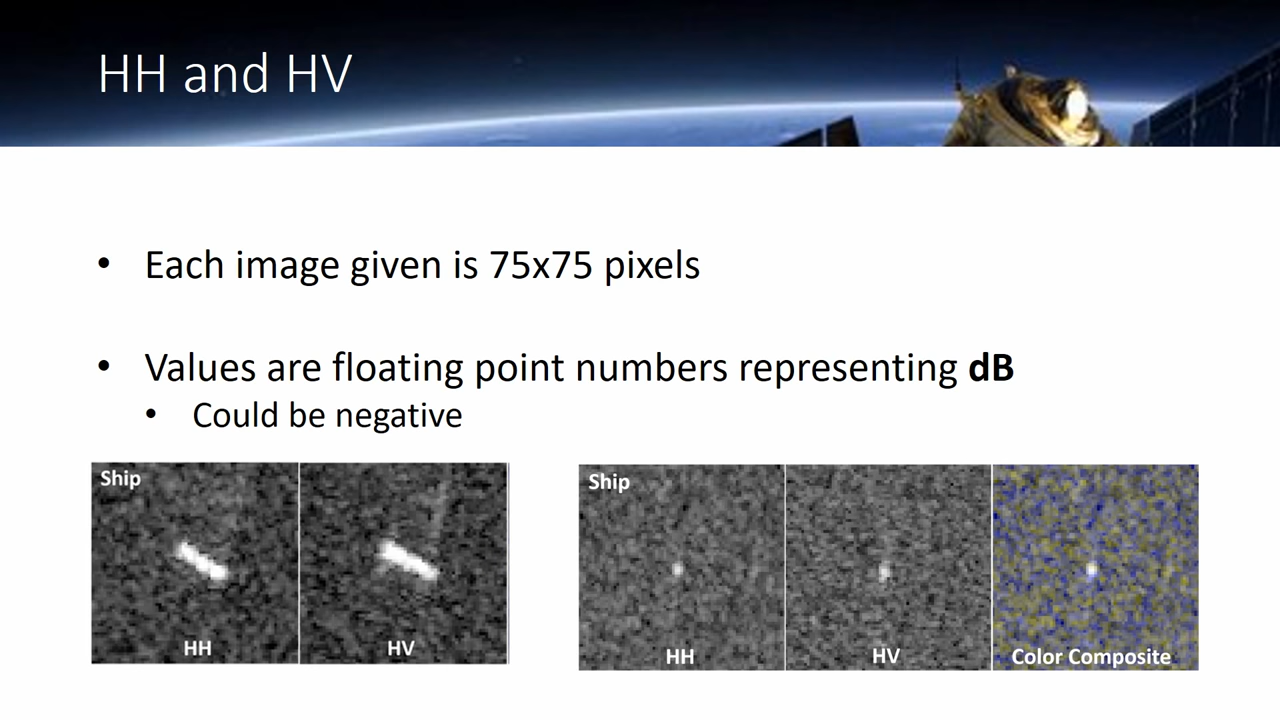 HH and HV
• Each image given is 75x75 pixels
• Values are floating point numbers representing dB
• Could be negative
Ship
HH
HV
Ship
HH
HV
Color Composite